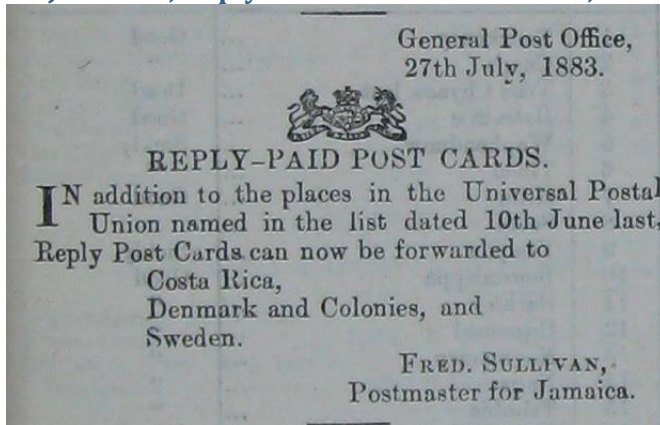 General Post Office,
27th July, 1883.
REPLY-PAID POST CARDS.
IN addition to the places in the Universal Postal
Union named in the list dated 10th June last,
Reply Post Cards can now be forwarded to
Costa Rica,
Denmark and Colonies, and
Sweden.
FRED. SULLIVAN,
Postmaster for Jamaica.